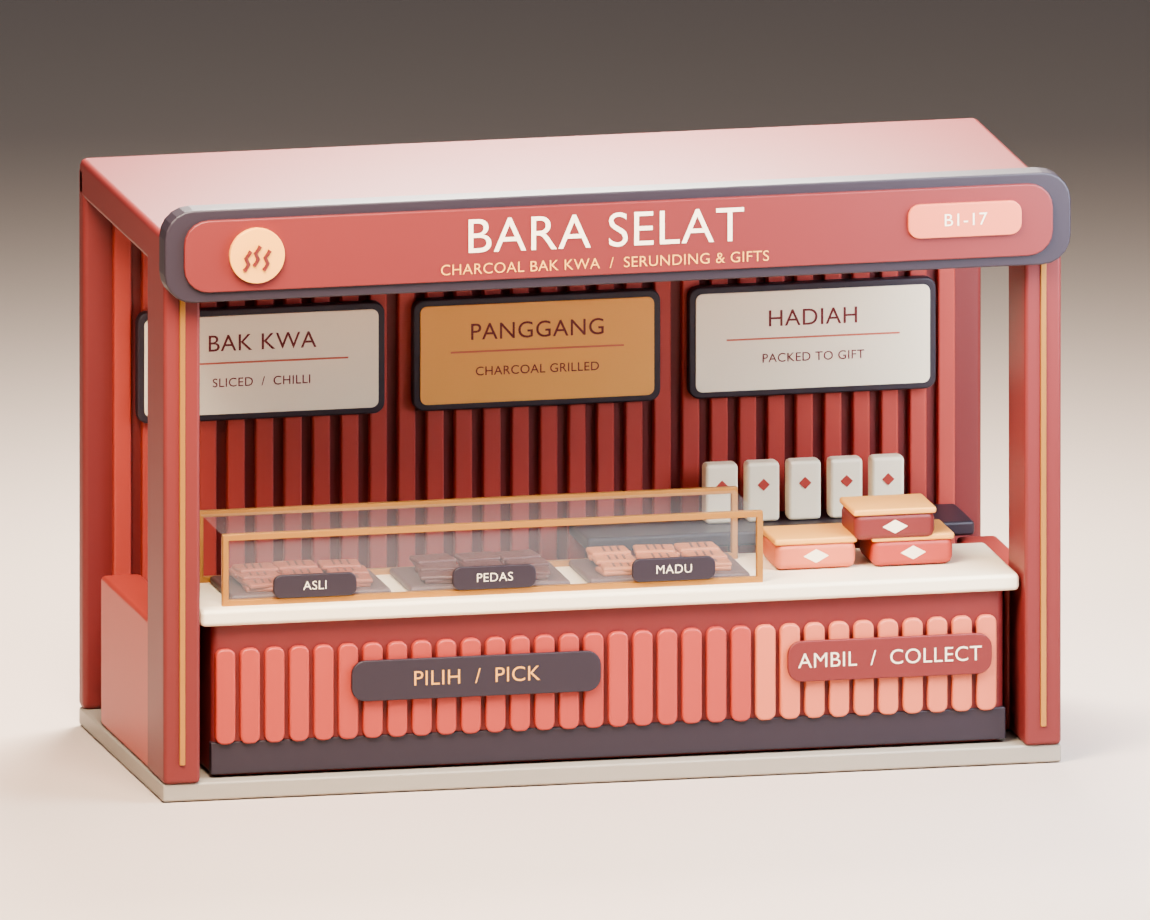 BARA SELAT
CHARCOAL BAK KWA / SERUNDING & GIFTS
B1-17
BAK KWA
SLICED / CHILLI
PANGGANG
CHARCOAL GRILLED
HADIAH
PACKED TO GIFT
ASLI
PEDAS
MADU
PILIH / PICK
AMBIL / COLLECT